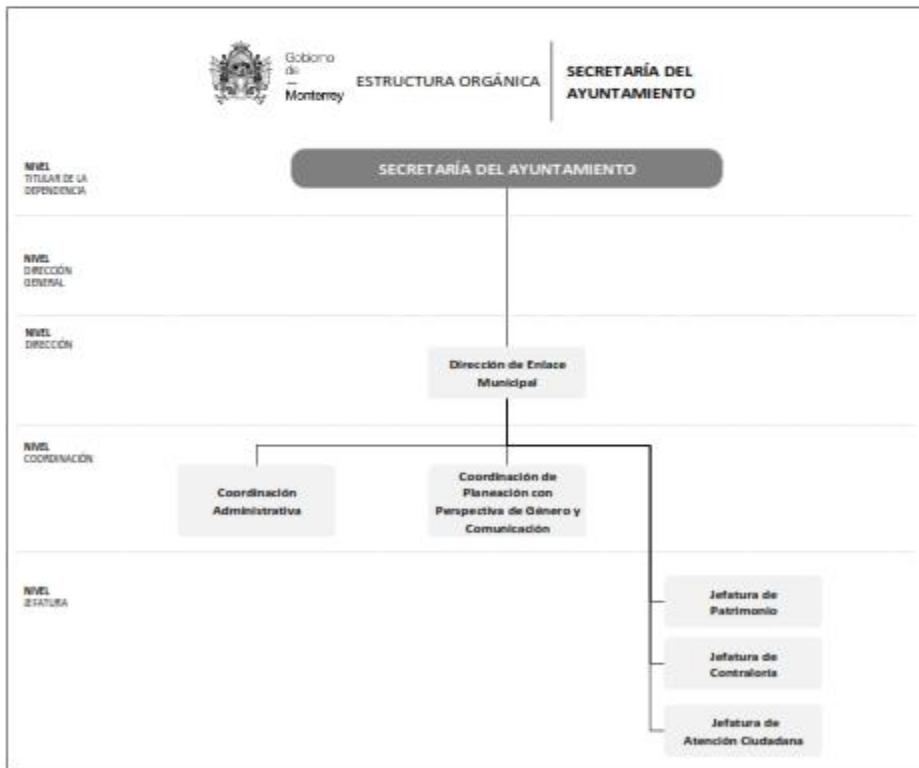 Gobierno
de
—
Monterrey
ESTRUCTURA ORGÁNICA
SECRETARÍA DEL
AYUNTAMIENTO
NIVEL
TITULAR DE LA
DEPENDENCIA
SECRETARÍA DEL AYUNTAMIENTO
NIVEL
DIRECCIÓN
GENERAL
NIVEL
DIRECCIÓN
Dirección de Enlace
Municipal
NIVEL
COORDINACIÓN
Coordinación
Administrativa
Coordinación de
Planeación con
Perspectiva de Género y
Comunicación
NIVEL
JEFATURA
Jefatura de
Patrimonio
Jefatura de
Contraloría
Jefatura de
Atención Ciudadana